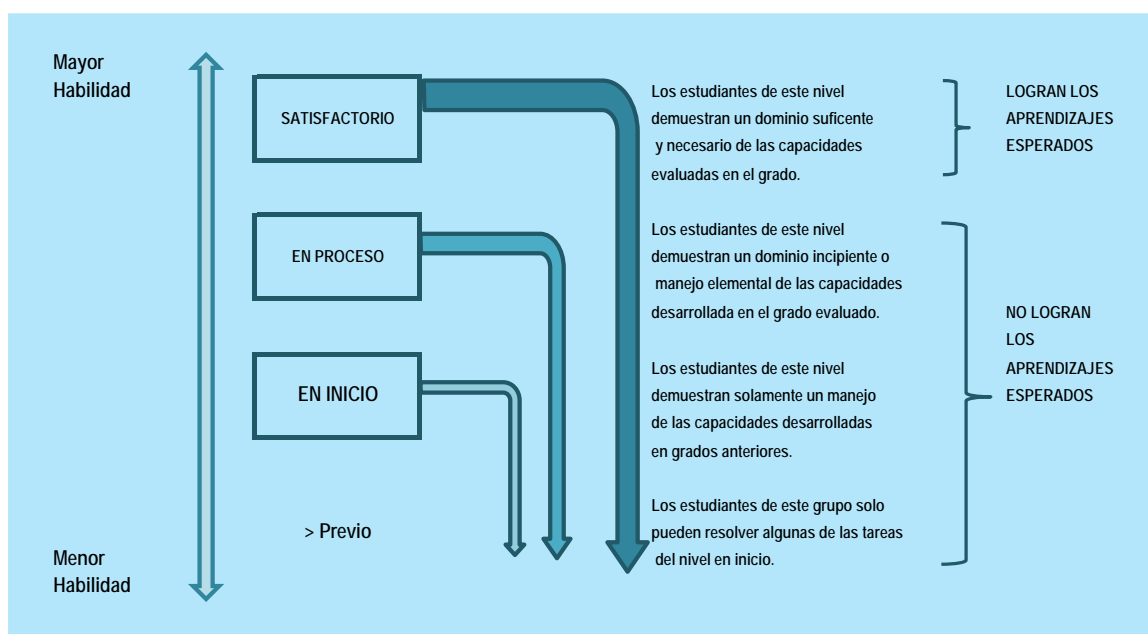 Mayor
Habilidad
SATISFACTORIO
Los estudiantes de este nivel
demuestran un dominio suficente
y necesario de las capacidades
evaluadas en el grado.
LOGRAN LOS
APRENDIZAJES
ESPERADOS
EN PROCESO
Los estudiantes de este nivel
demuestran un dominio incipiente o
manejo elemental de las capacidades
desarrollada en el grado evaluado.
EN INICIO
Los estudiantes de este nivel
demuestran solamente un manejo
de las capacidades desarrolladas
en grados anteriores.
NO LOGRAN
LOS
APRENDIZAJES
ESPERADOS
> Previo
Los estudiantes de este grupo solo
pueden resolver algunas de las tareas
del nivel en inicio.
Menor
Habilidad